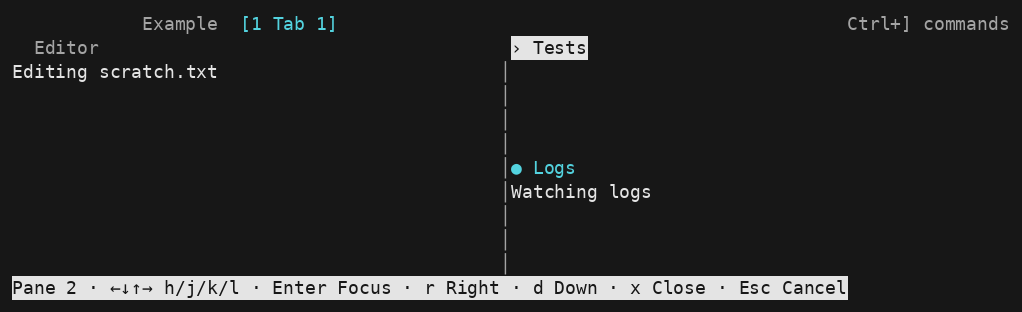 Example [1 Tab 1] Ctrl+] commands
Editor › Tests
Editing scratch.txt
● Logs
Watching logs
Pane 2 · ←↓↑→ h/j/k/l · Enter Focus · r Right · d Down · x Close · Esc Cancel